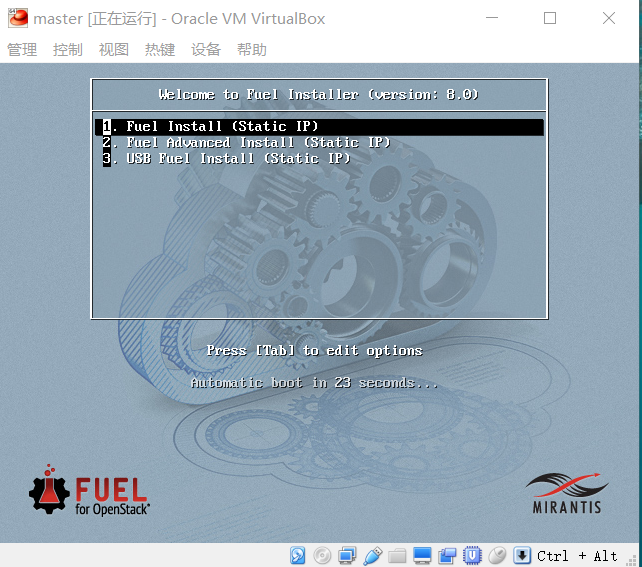 master [正在运行] - Oracle VM VirtualBox
管理 控制 视图 热键 设备 帮助
Welcome to Fuel Installer (version: 8.0)
1. Fuel Install (Static IP)
2. Fuel Advanced Install (Static IP)
3. USB Fuel Install (Static IP)
Press [Tab] to edit options
Automatic boot in 23 seconds...
FUEL
for OpenStack
MIRANTIS
Ctrl + Alt